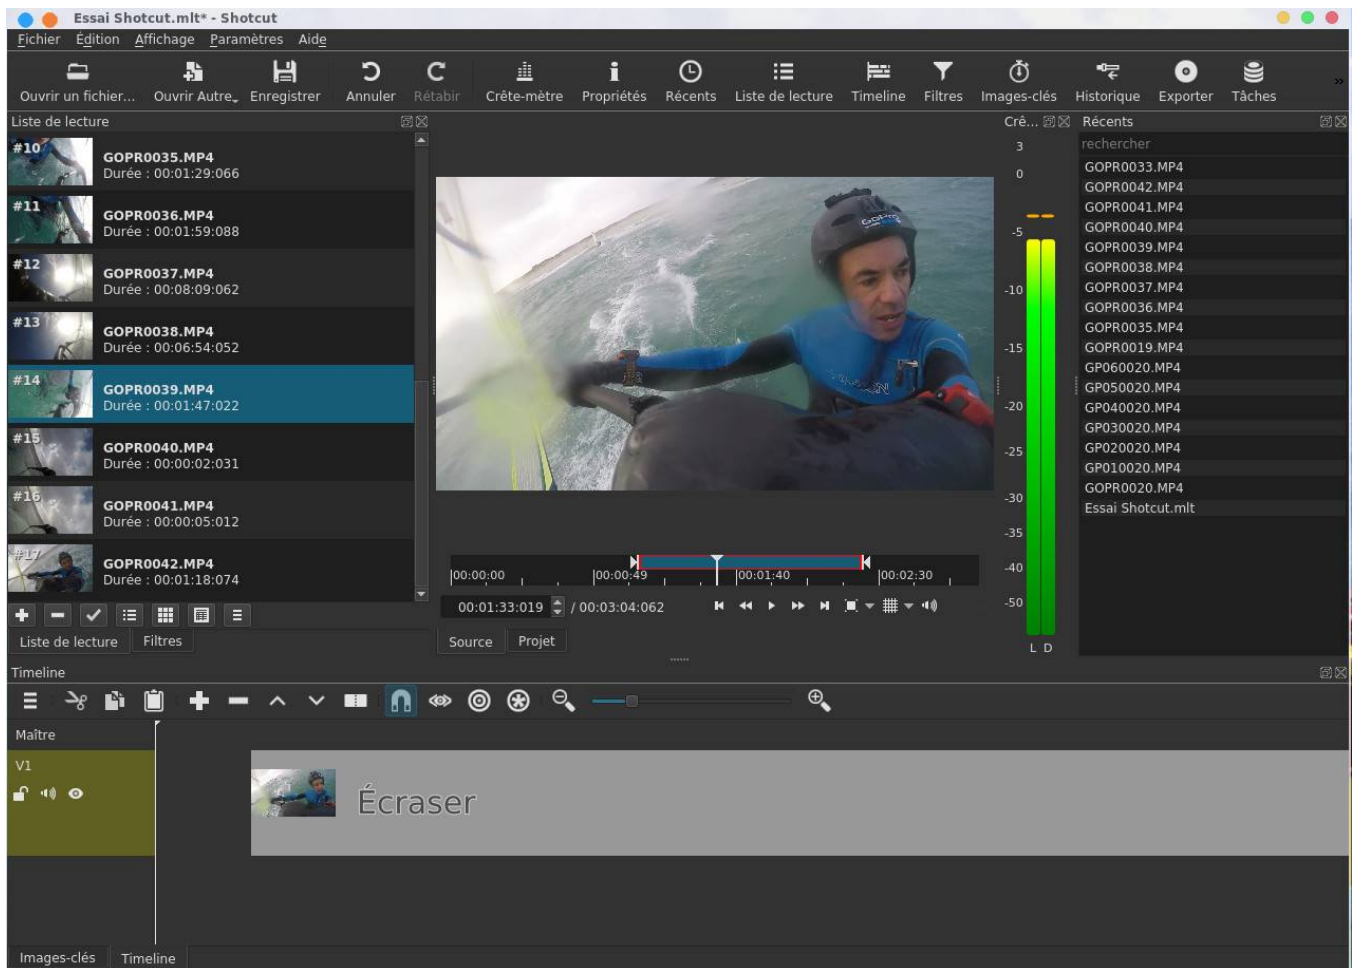 Essai Shotcut.mlt* - Shotcut
Fichier Édition Affichage Paramètres Aide
Ouvrir un fichier... Ouvrir Autre Enregistrer Annuler Rétabir Crête-mètre Propriétés Récents Liste de lecture Timeline Filtres Images-clés Historique Exporter Tâches
»
Liste de lecture
#10
GOPR0035.MP4
Durée : 00:01:29:066
#11
GOPR0036.MP4
Durée : 00:01:59:088
#12
GOPR0037.MP4
Durée : 00:08:09:062
#13
GOPR0038.MP4
Durée : 00:06:54:052
#14
GOPR0039.MP4
Durée : 00:01:47:022
#15
GOPR0040.MP4
Durée : 00:00:02:031
#16
GOPR0041.MP4
Durée : 00:00:05:012
#17
GOPR0042.MP4
Durée : 00:01:18:074
Liste de lecture Filtres
GoPro
00:00:00 00:00:49 00:01:40 00:02:30
00:01:33:019 / 00:03:04:062
Source Projet
Crê...
3
0
-5
-10
-15
-20
-25
-30
-35
-40
-50
L D
Récents
rechercher
GOPR0033.MP4
GOPR0042.MP4
GOPR0041.MP4
GOPR0040.MP4
GOPR0039.MP4
GOPR0038.MP4
GOPR0037.MP4
GOPR0036.MP4
GOPR0035.MP4
GOPR0019.MP4
GP060020.MP4
GP050020.MP4
GP040020.MP4
GP030020.MP4
GP020020.MP4
GP010020.MP4
GOPR0020.MP4
Essai Shotcut.mlt
Timeline
Maître
V1
Écraser
Images-clés Timeline